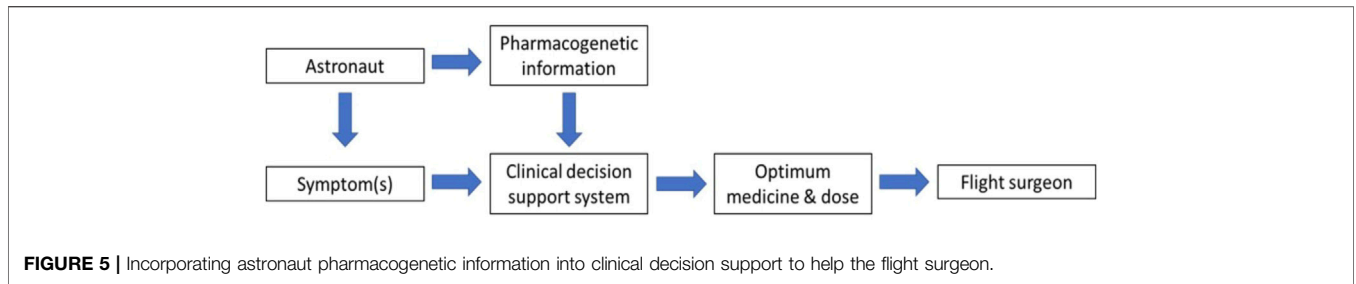 Astronaut
Pharmacogenetic
information
Symptom(s)
Clinical decision
support system
Optimum
medicine & dose
Flight surgeon
FIGURE 5 | Incorporating astronaut pharmacogenetic information into clinical decision support to help the flight surgeon.